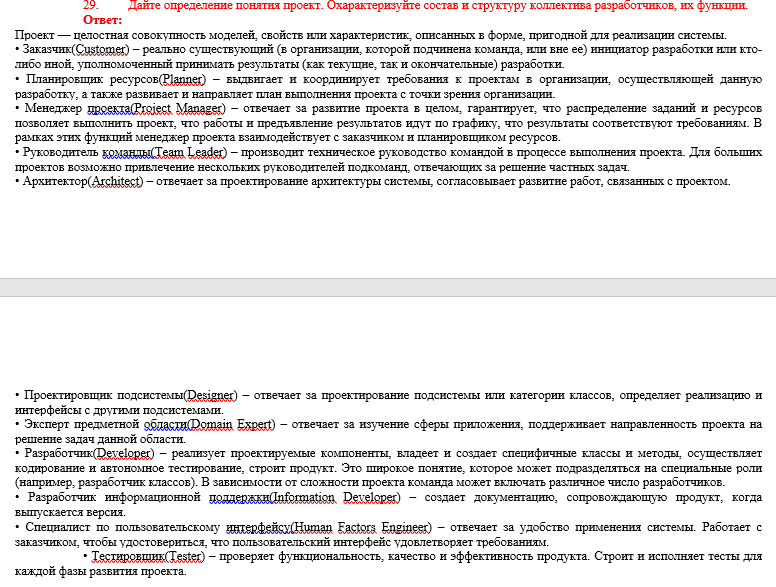 29. Дайте определение понятия проект. Охарактеризуйте состав и структуру коллектива разработчиков, их функции.
Ответ:
Проект — целостная совокупность моделей, свойств или характеристик, описанных в форме, пригодной для реализации системы.
• Заказчик(Customer) – реально существующий (в организации, которой подчинена команда, или вне ее) инициатор разработки или кто-
либо иной, уполномоченный принимать результаты (как текущие, так и окончательные) разработки.
• Планировщик ресурсов(Planner) – выдвигает и координирует требования к проектам в организации, осуществляющей данную
разработку, а также развивает и направляет план выполнения проекта с точки зрения организации.
• Менеджер проекта(Project Manager) – отвечает за развитие проекта в целом, гарантирует, что распределение заданий и ресурсов
позволяет выполнить проект, что работы и предъявление результатов идут по графику, что результаты соответствуют требованиям. В
рамках этих функций менеджер проекта взаимодействует с заказчиком и планировщиком ресурсов.
• Руководитель команды(Team Leader) – производит техническое руководство командой в процессе выполнения проекта. Для больших
проектов возможно привлечение нескольких руководителей подкоманд, отвечающих за решение частных задач.
• Архитектор(Architect) – отвечает за проектирование архитектуры системы, согласовывает развитие работ, связанных с проектом.
• Проектировщик подсистемы(Designer) – отвечает за проектирование подсистемы или категории классов, определяет реализацию и
интерфейсы с другими подсистемами.
• Эксперт предметной области(Domain Expert) – отвечает за изучение сферы приложения, поддерживает направленность проекта на
решение задач данной области.
• Разработчик(Developer) – реализует проектируемые компоненты, владеет и создает специфичные классы и методы, осуществляет
кодирование и автономное тестирование, строит продукт. Это широкое понятие, которое может подразделяться на специальные роли
(например, разработчик классов). В зависимости от сложности проекта команда может включать различное число разработчиков.
• Разработчик информационной поддержки(Information Developer) – создает документацию, сопровождающую продукт, когда
выпускается версия.
• Специалист по пользовательскому интерфейсу(Human Factors Engineer) – отвечает за удобство применения системы. Работает с
заказчиком, чтобы удостовериться, что пользовательский интерфейс удовлетворяет требованиям.
• Тестировщик(Tester) – проверяет функциональность, качество и эффективность продукта. Строит и исполняет тесты для
каждой фазы развития проекта.